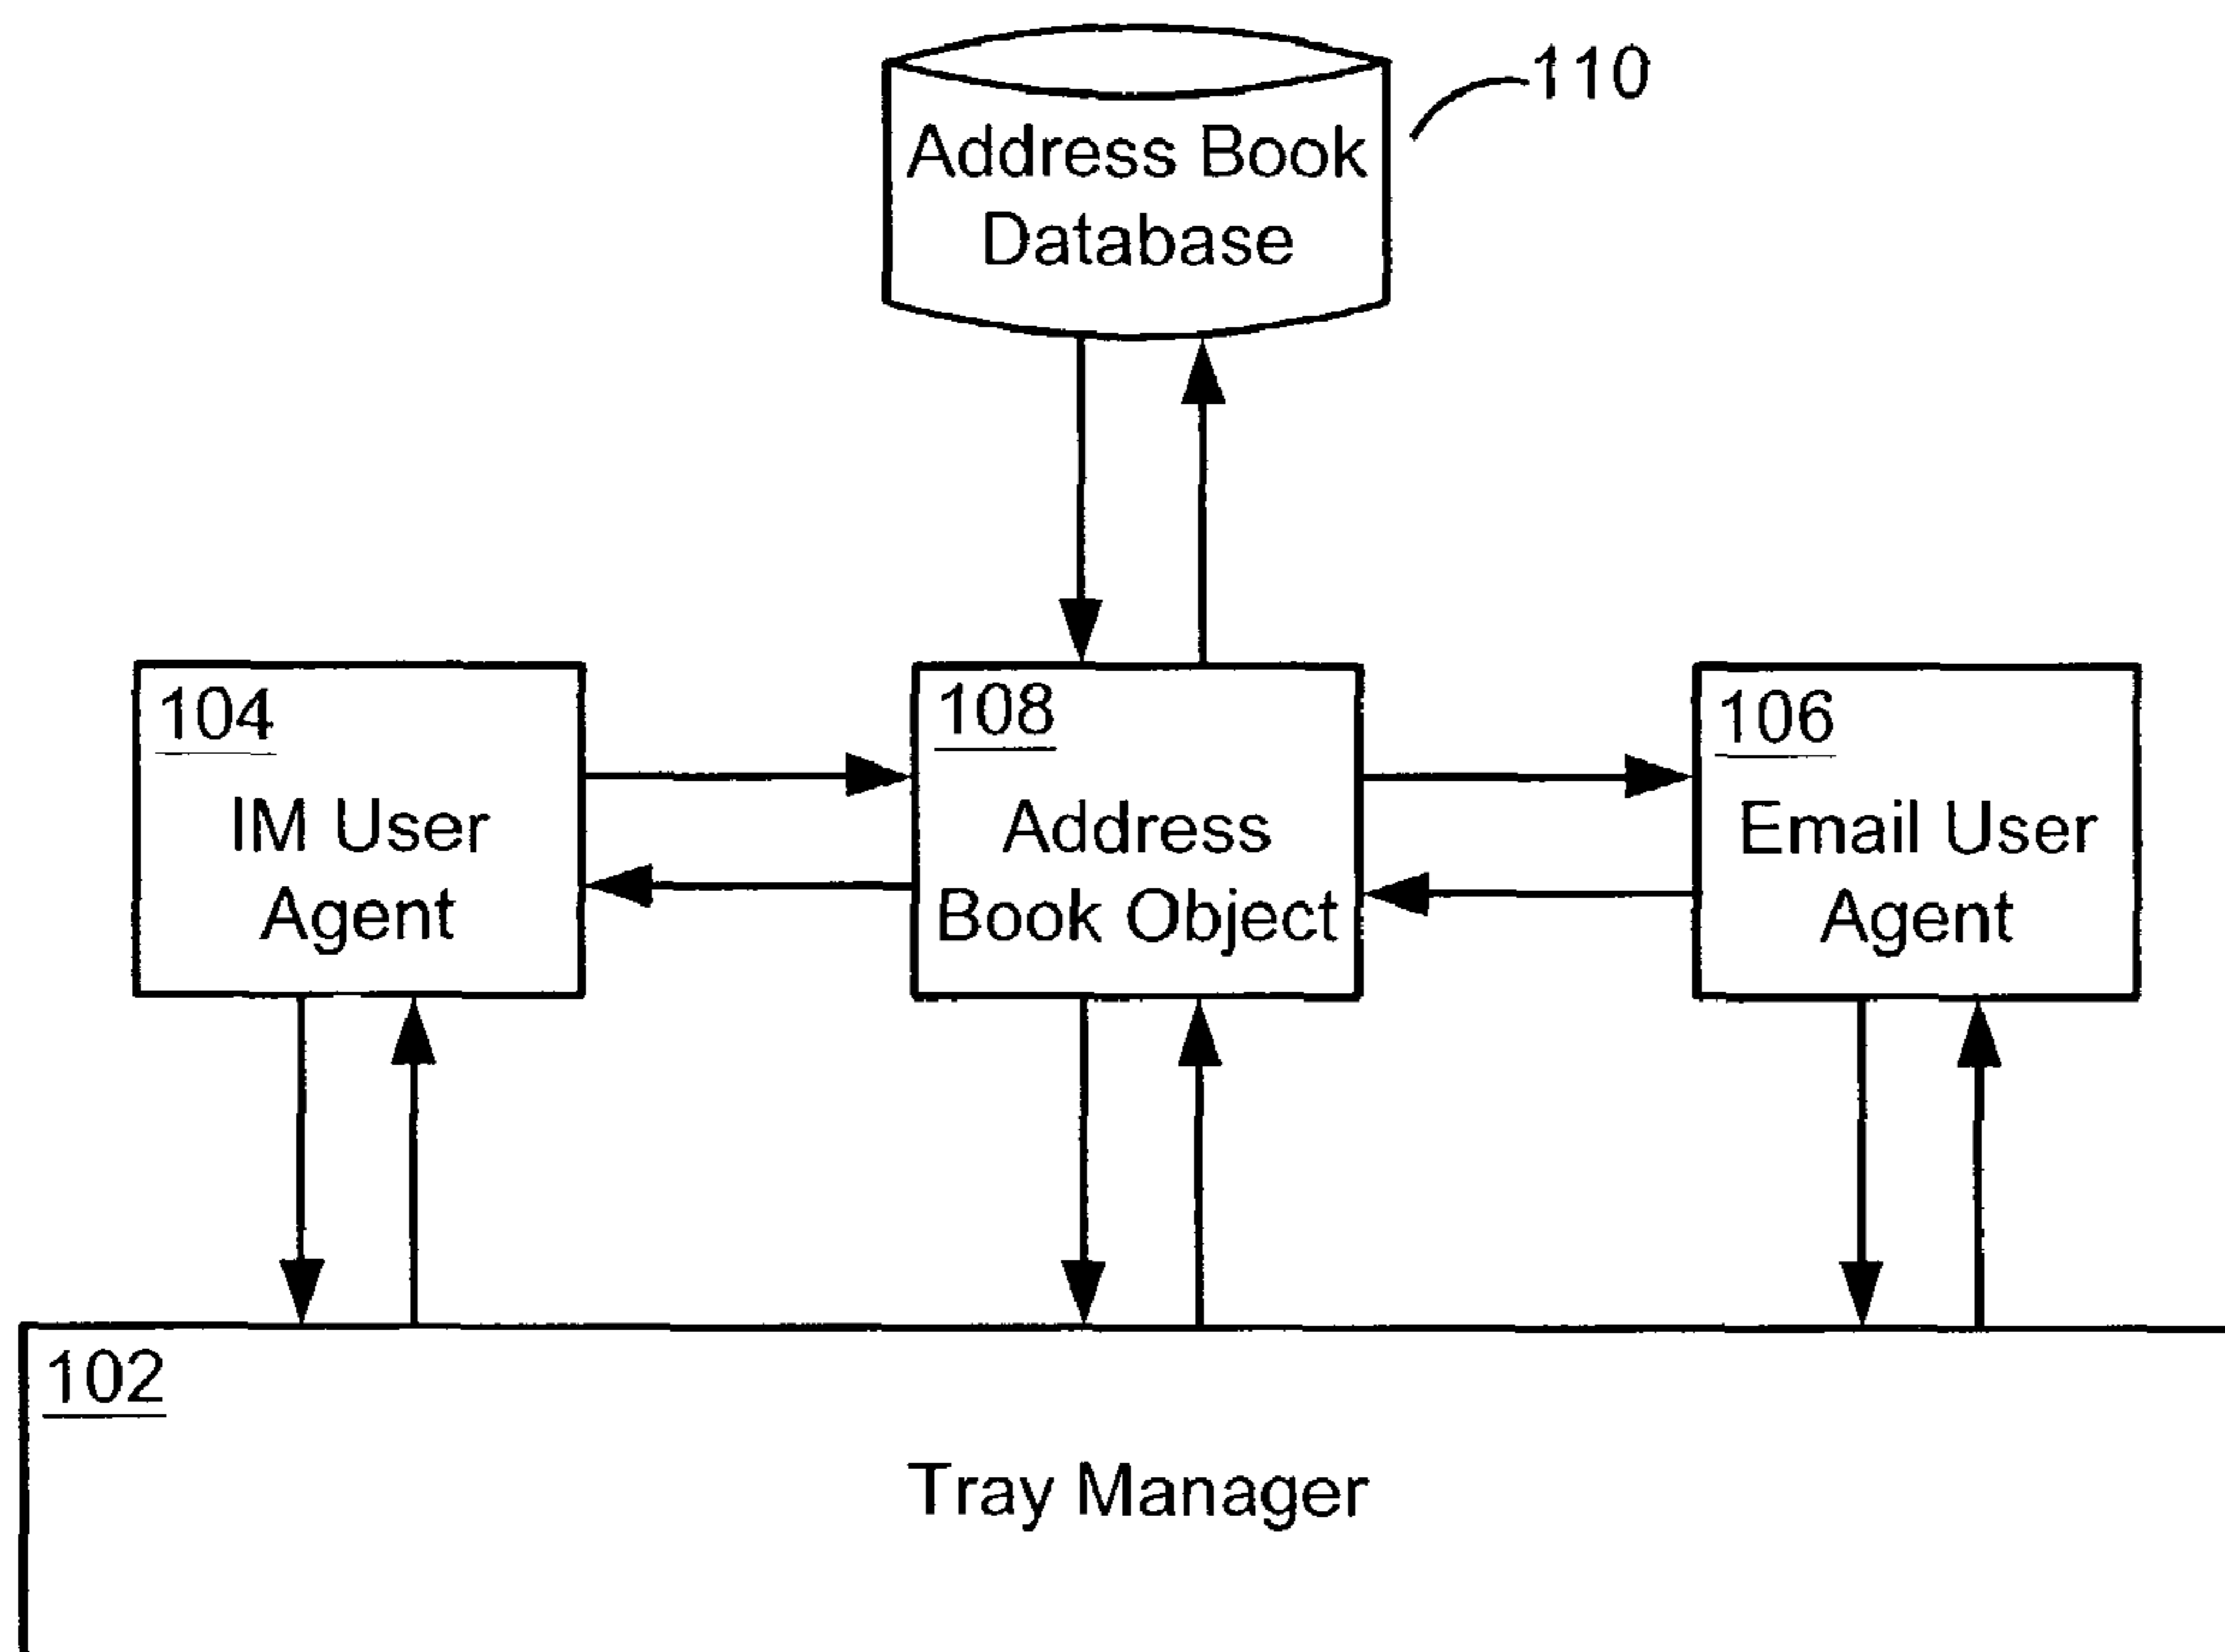 110
Address Book
Database
104
IM User
Agent
108
Address
Book Object
106
Email User
Agent
102
Tray Manager